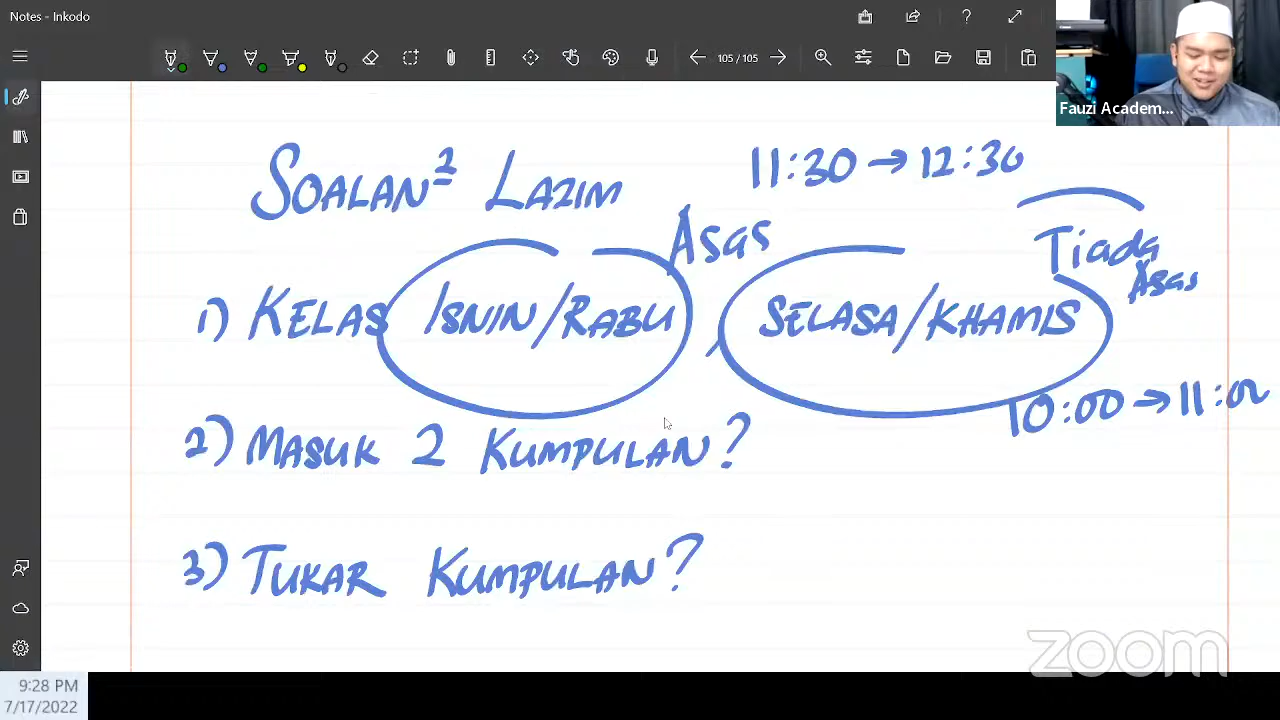 Notes - Inkodo
105 / 105
Fauzi Academ...
SOALAN² LAZIM
11:30 → 12:30
Asas
Tiada
Asas
1) KELAS ISNIN/RABU , SELASA/KHAMIS
10:00 → 11:00
2) MASUK 2 KUMPULAN?
3) TUKAR KUMPULAN?
zoom
9:28 PM
7/17/2022